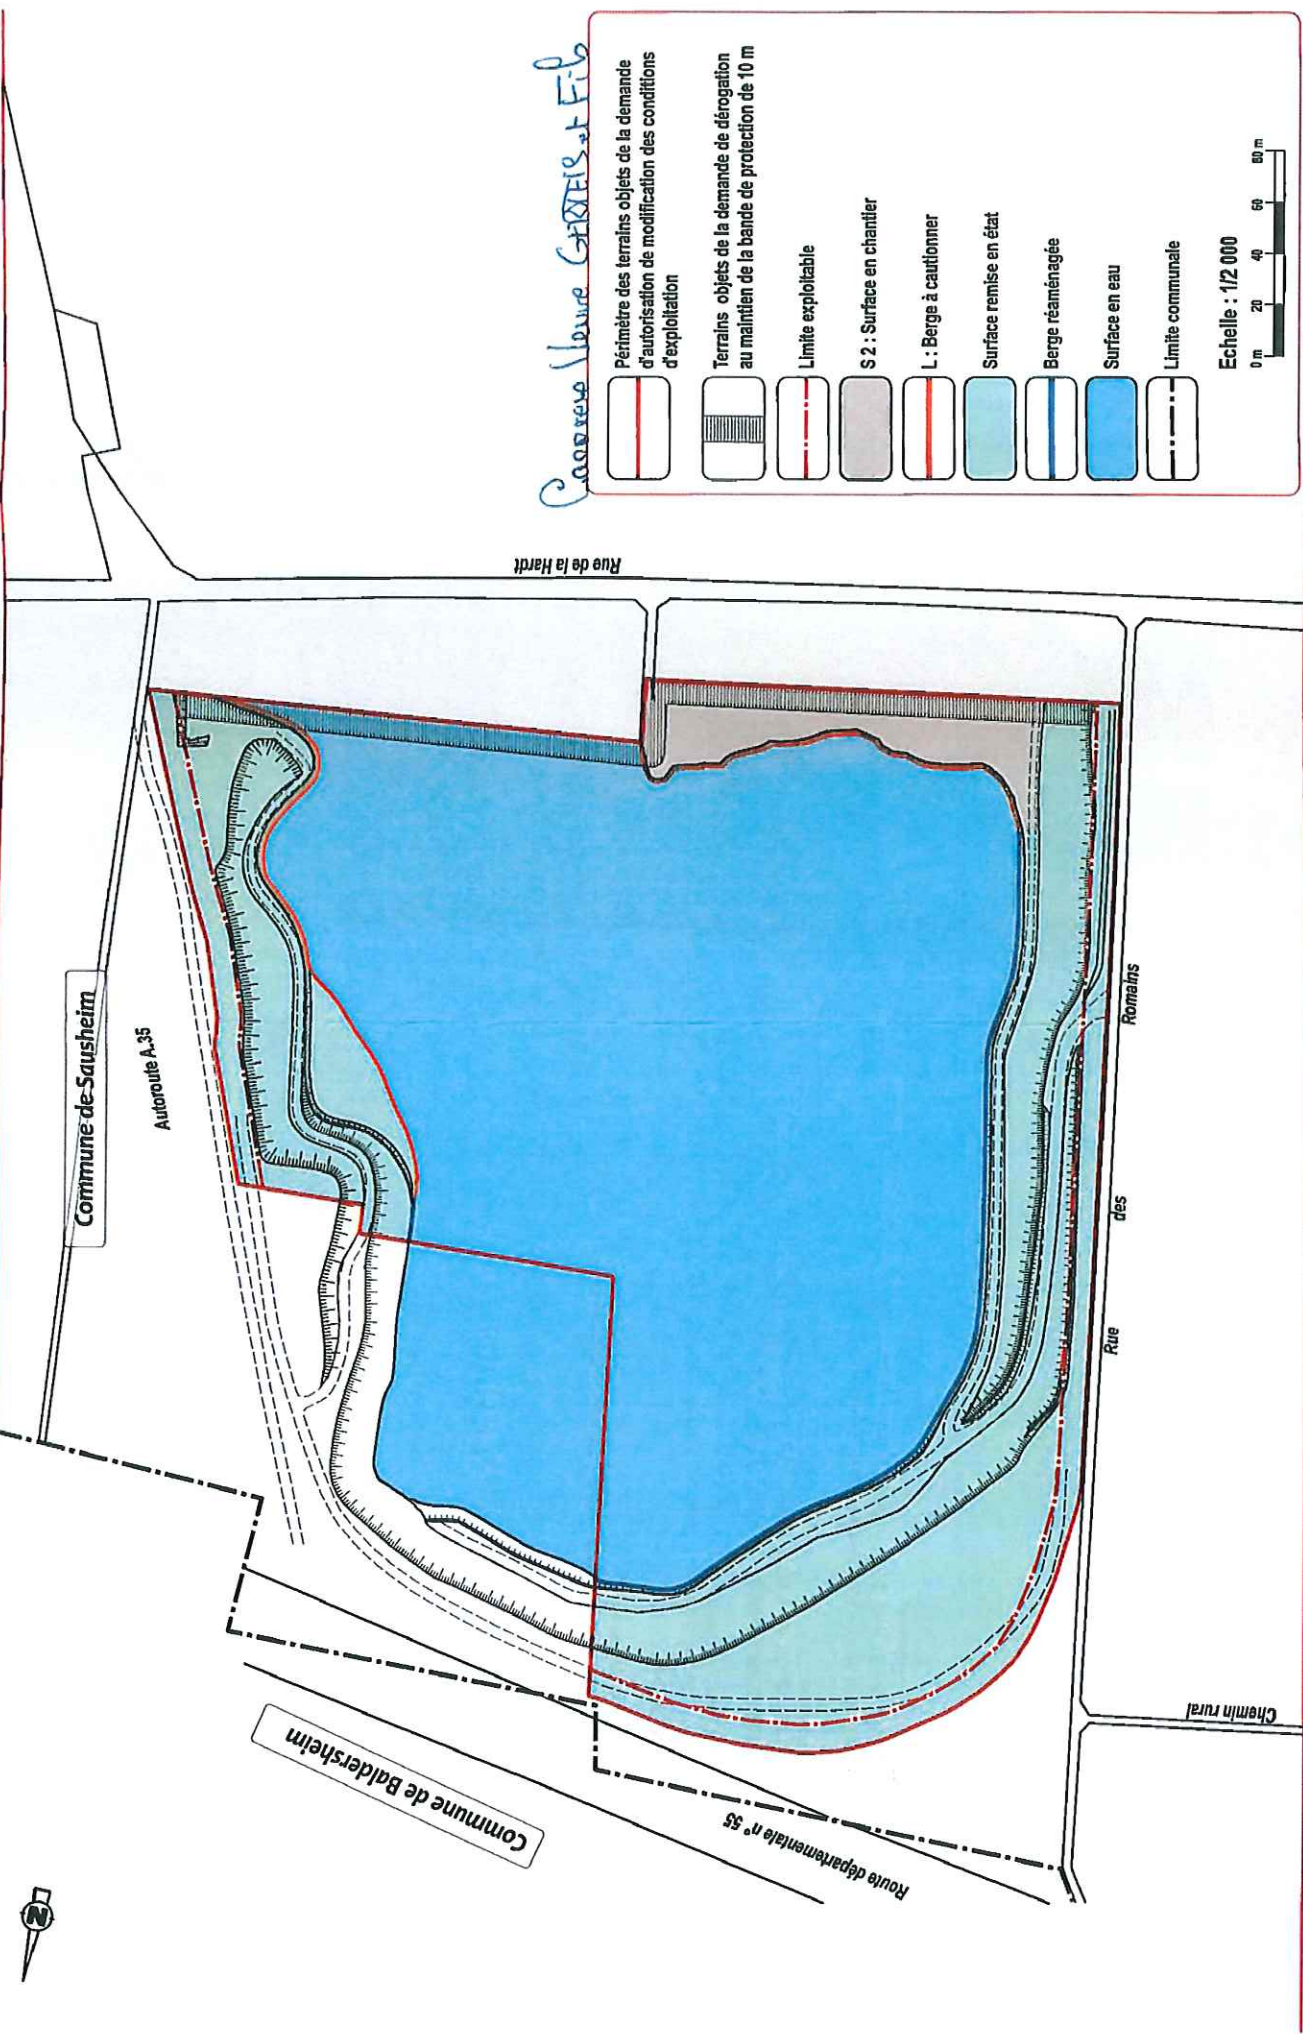 Commune de Sausheim
Autoroute A.35
Commune de Baldersheim
Route départementale n° 55
Chemin rural
Rue des Romains
Rue de la Hardt
N
et Fils
Périmètre des terrains objets de la demande
d'autorisation de modification des conditions
d'exploitation
Terrains objets de la demande de dérogation
au maintien de la bande de protection de 10 m
Limite exploitable
S 2 : Surface en chantier
L : Berge à cautionner
Surface remise en état
Berge réaménagée
Surface en eau
Limite communale
Echelle : 1/2 000
0 m 20 40 60 80 m